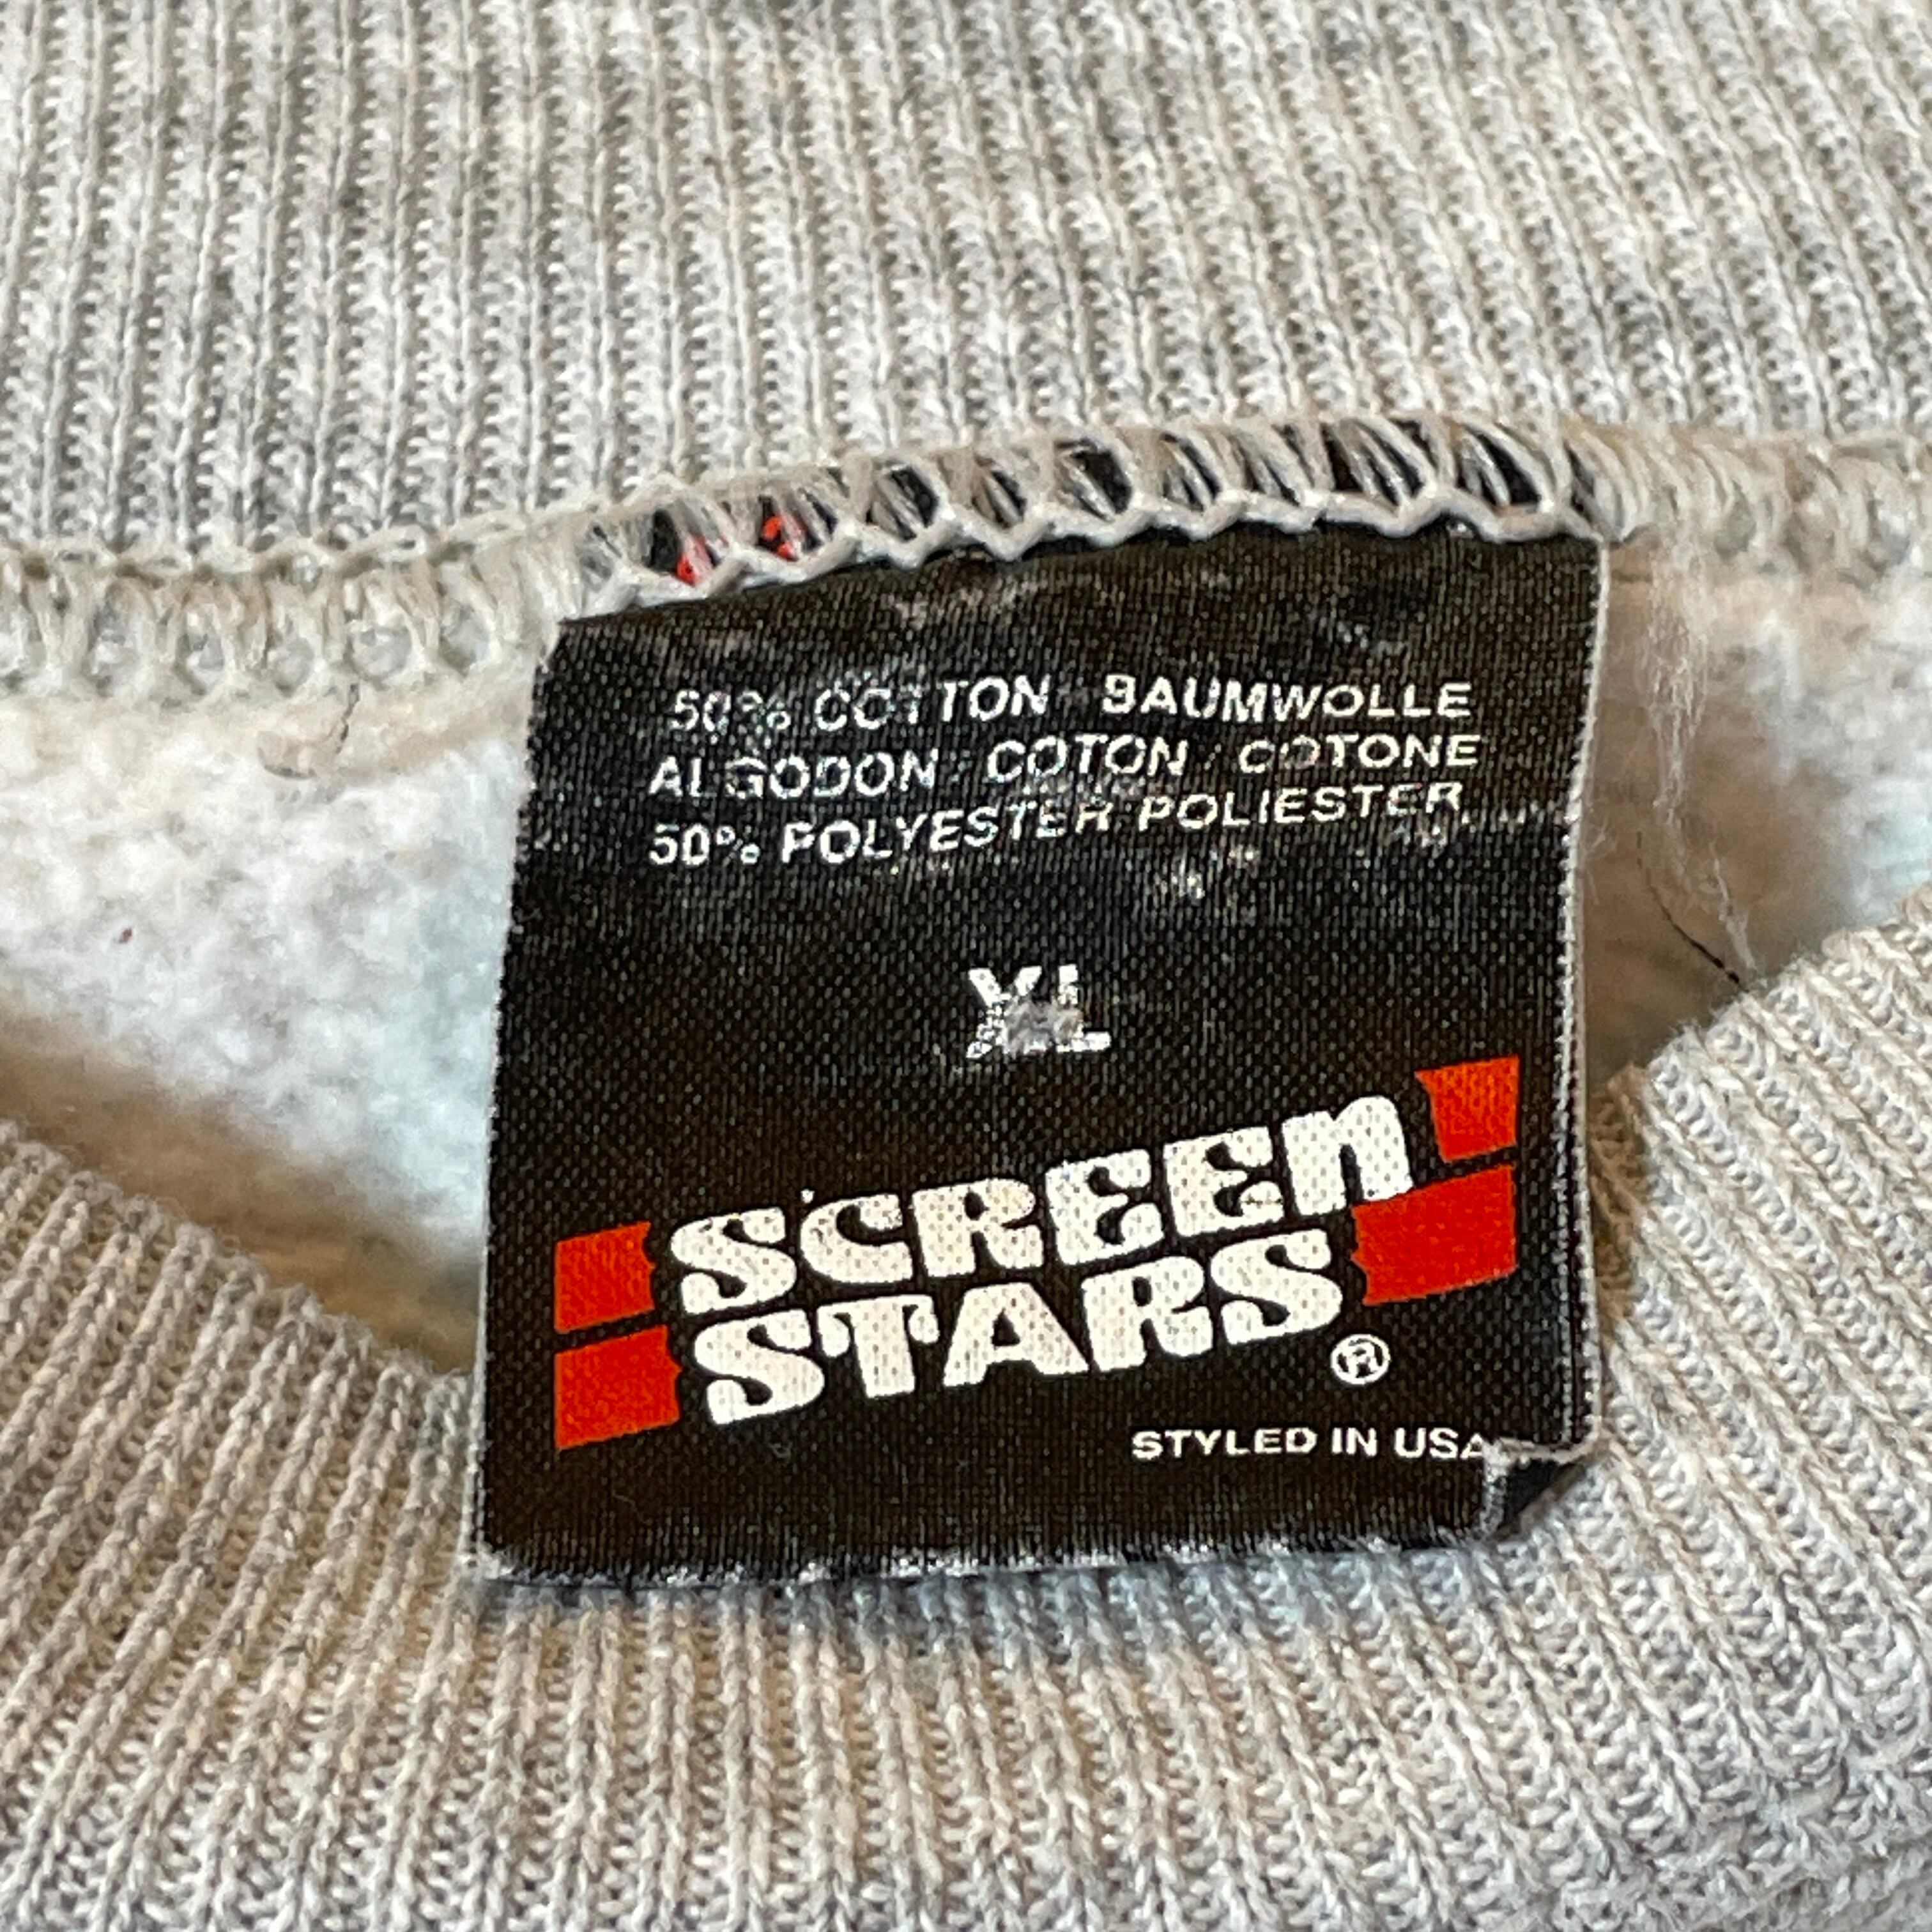 50% COTTON BAUMWOLLE
ALGODON COTON / COTONE
50% POLYESTER POLIESTER
XL
SCREEN
STARS
®
STYLED IN USA